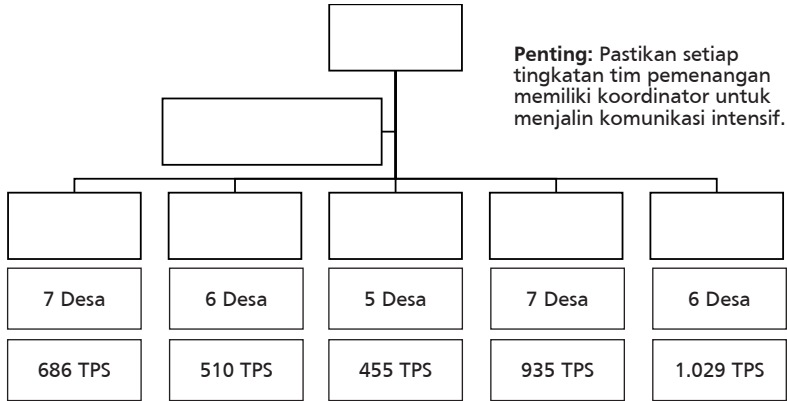 Penting: Pastikan setiap
tingkatan tim pemenangan
memiliki koordinator untuk
menjalin komunikasi intensif.
7 Desa
6 Desa
5 Desa
7 Desa
6 Desa
686 TPS
510 TPS
455 TPS
935 TPS
1.029 TPS